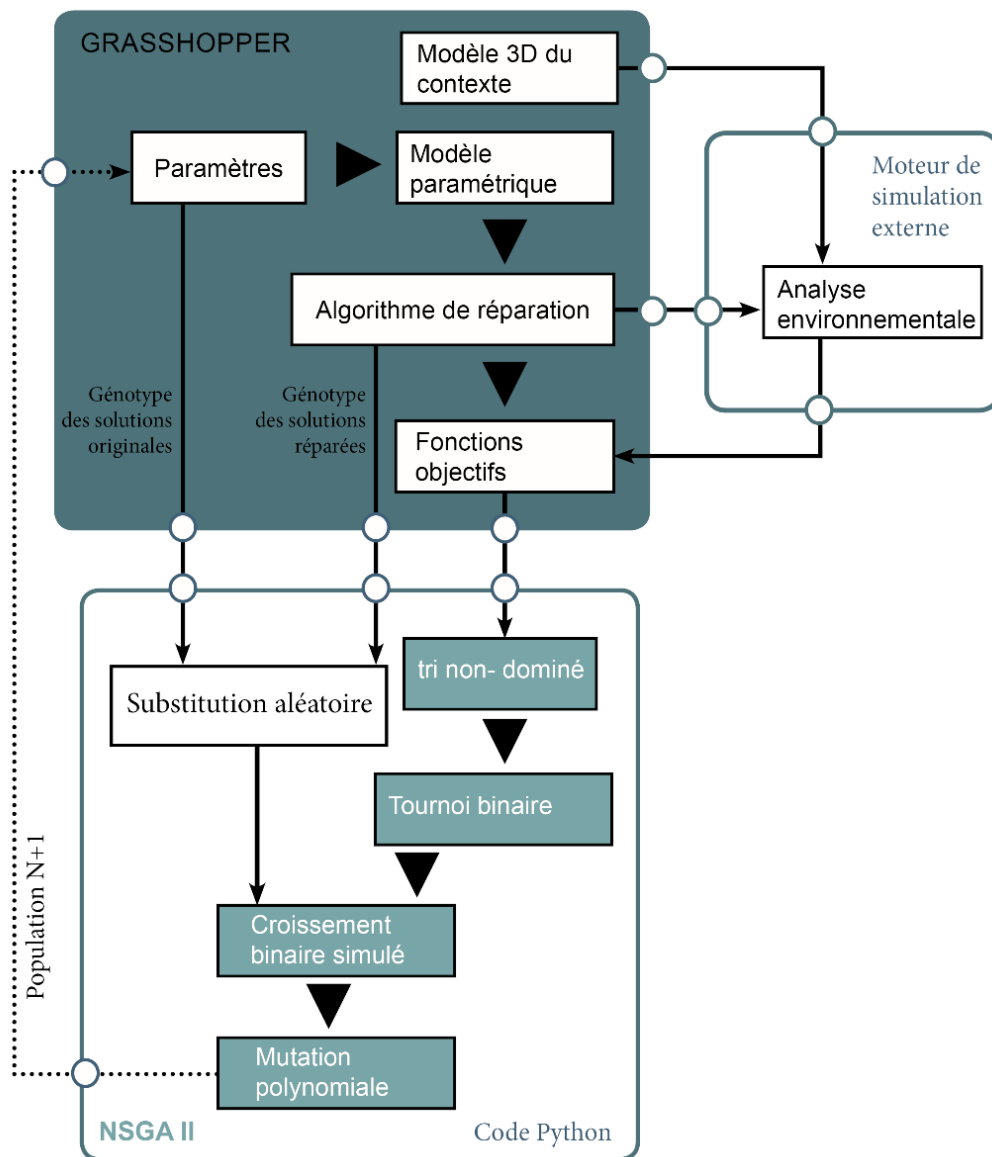 GRASSHOPPER
Modèle 3D du
contexte
Paramètres
Modèle
paramétrique
Moteur de
simulation
externe
Algorithme de réparation
Analyse
environnementale
Génotype
des solutions
originales
Génotype
des solutions
réparées
Fonctions
objectifs
Substitution aléatoire
tri non- dominé
Tournoi binaire
Croissement
binaire simulé
Mutation
polynomiale
Population N+1
NSGA II
Code Python